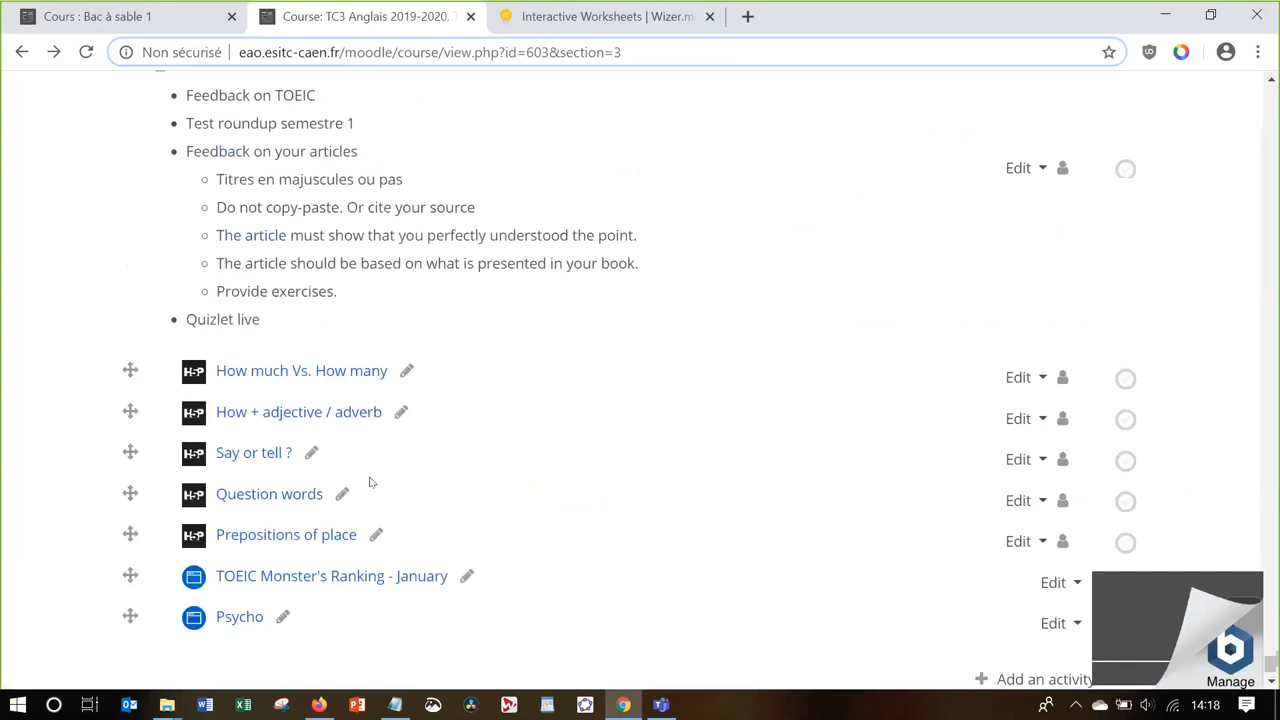 Cours : Bac à sable 1
Course: TC3 Anglais 2019-2020, T
Interactive Worksheets | Wizer.m
Non sécurisé
eao.esitc-caen.fr/moodle/course/view.php?id=603&section=3
Feedback on TOEIC
Test roundup semestre 1
Feedback on your articles
Edit
Titres en majuscules ou pas
Do not copy-paste. Or cite your source
The article must show that you perfectly understood the point.
The article should be based on what is presented in your book.
Provide exercises.
Quizlet live
H-P How much Vs. How many
Edit
H-P How + adjective / adverb
Edit
H-P Say or tell ?
Edit
H-P Question words
Edit
H-P Prepositions of place
Edit
TOEIC Monster's Ranking - January
Edit
Psycho
Edit
Add an activity
Manage
14:18